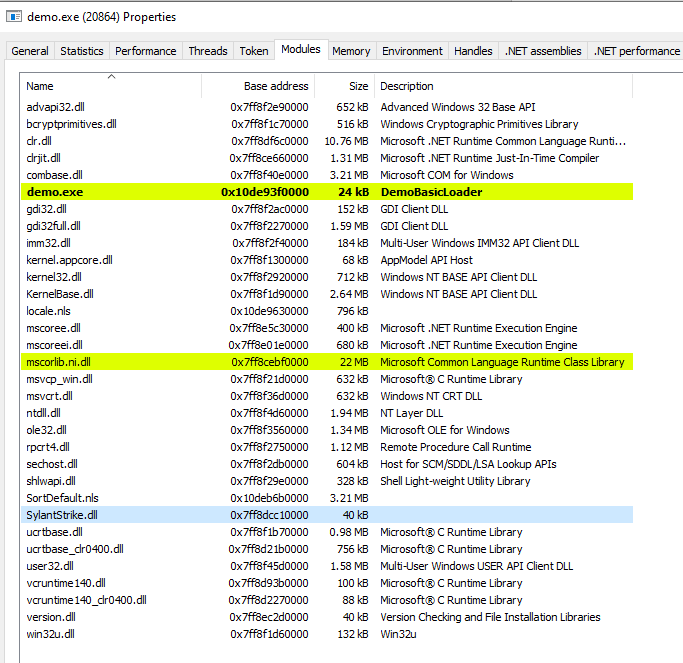 demo.exe (20864) Properties
General Statistics Performance Threads Token Modules Memory Environment Handles .NET assemblies .NET performance
Name Base address Size Description
advapi32.dll 0x7ff8f2e90000 652 kB Advanced Windows 32 Base API
bcryptprimitives.dll 0x7ff8f1c70000 516 kB Windows Cryptographic Primitives Library
clr.dll 0x7ff8df6c0000 10.76 MB Microsoft .NET Runtime Common Language Runti...
clrjit.dll 0x7ff8ce660000 1.31 MB Microsoft .NET Runtime Just-In-Time Compiler
combase.dll 0x7ff8f40e0000 3.21 MB Microsoft COM for Windows
demo.exe 0x10de93f0000 24 kB DemoBasicLoader
gdi32.dll 0x7ff8f2ac0000 152 kB GDI Client DLL
gdi32full.dll 0x7ff8f2270000 1.59 MB GDI Client DLL
imm32.dll 0x7ff8f2f40000 184 kB Multi-User Windows IMM32 API Client DLL
kernel.appcore.dll 0x7ff8f1300000 68 kB AppModel API Host
kernel32.dll 0x7ff8f2920000 712 kB Windows NT BASE API Client DLL
KernelBase.dll 0x7ff8f1d90000 2.64 MB Windows NT BASE API Client DLL
locale.nls 0x10de9630000 796 kB
mscoree.dll 0x7ff8e5c30000 400 kB Microsoft .NET Runtime Execution Engine
mscoreei.dll 0x7ff8e01e0000 680 kB Microsoft .NET Runtime Execution Engine
mscorlib.ni.dll 0x7ff8cebf0000 22 MB Microsoft Common Language Runtime Class Library
msvcp_win.dll 0x7ff8f21d0000 632 kB Microsoft® C Runtime Library
msvcrt.dll 0x7ff8f36d0000 632 kB Windows NT CRT DLL
ntdll.dll 0x7ff8f4d60000 1.94 MB NT Layer DLL
ole32.dll 0x7ff8f3560000 1.34 MB Microsoft OLE for Windows
rpcrt4.dll 0x7ff8f2750000 1.12 MB Remote Procedure Call Runtime
sechost.dll 0x7ff8f2db0000 604 kB Host for SCM/SDDL/LSA Lookup APIs
shlwapi.dll 0x7ff8f29e0000 328 kB Shell Light-weight Utility Library
SortDefault.nls 0x10deb6b0000 3.21 MB
SylantStrike.dll 0x7ff8dcc10000 40 kB
ucrtbase.dll 0x7ff8f1b70000 0.98 MB Microsoft® C Runtime Library
ucrtbase_clr0400.dll 0x7ff8d21b0000 756 kB Microsoft® C Runtime Library
user32.dll 0x7ff8f45d0000 1.58 MB Multi-User Windows USER API Client DLL
vcruntime140.dll 0x7ff8d93b0000 100 kB Microsoft® C Runtime Library
vcruntime140_clr0400.dll 0x7ff8d2270000 88 kB Microsoft® C Runtime Library
version.dll 0x7ff8ec2d0000 40 kB Version Checking and File Installation Libraries
win32u.dll 0x7ff8f1d60000 132 kB Win32u